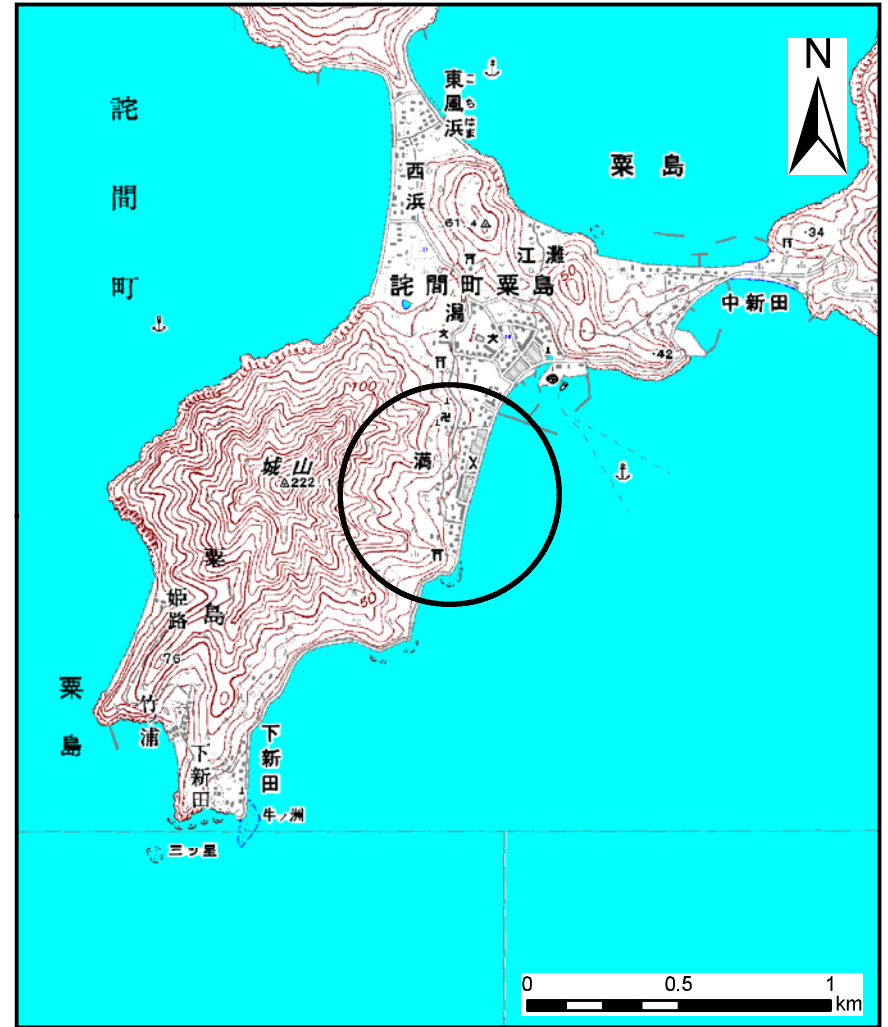 N
東風浜
こちはま
詫間町
粟島
西浜
61.4
江灘
・34
50
詫間町粟島
中新田
潟
・42
100
満
城山
222.1
粟島
姫路
50
76
粟島
竹ノ浦
下新田
下新田
牛ノ洲
三ッ星
0 0.5 1
km